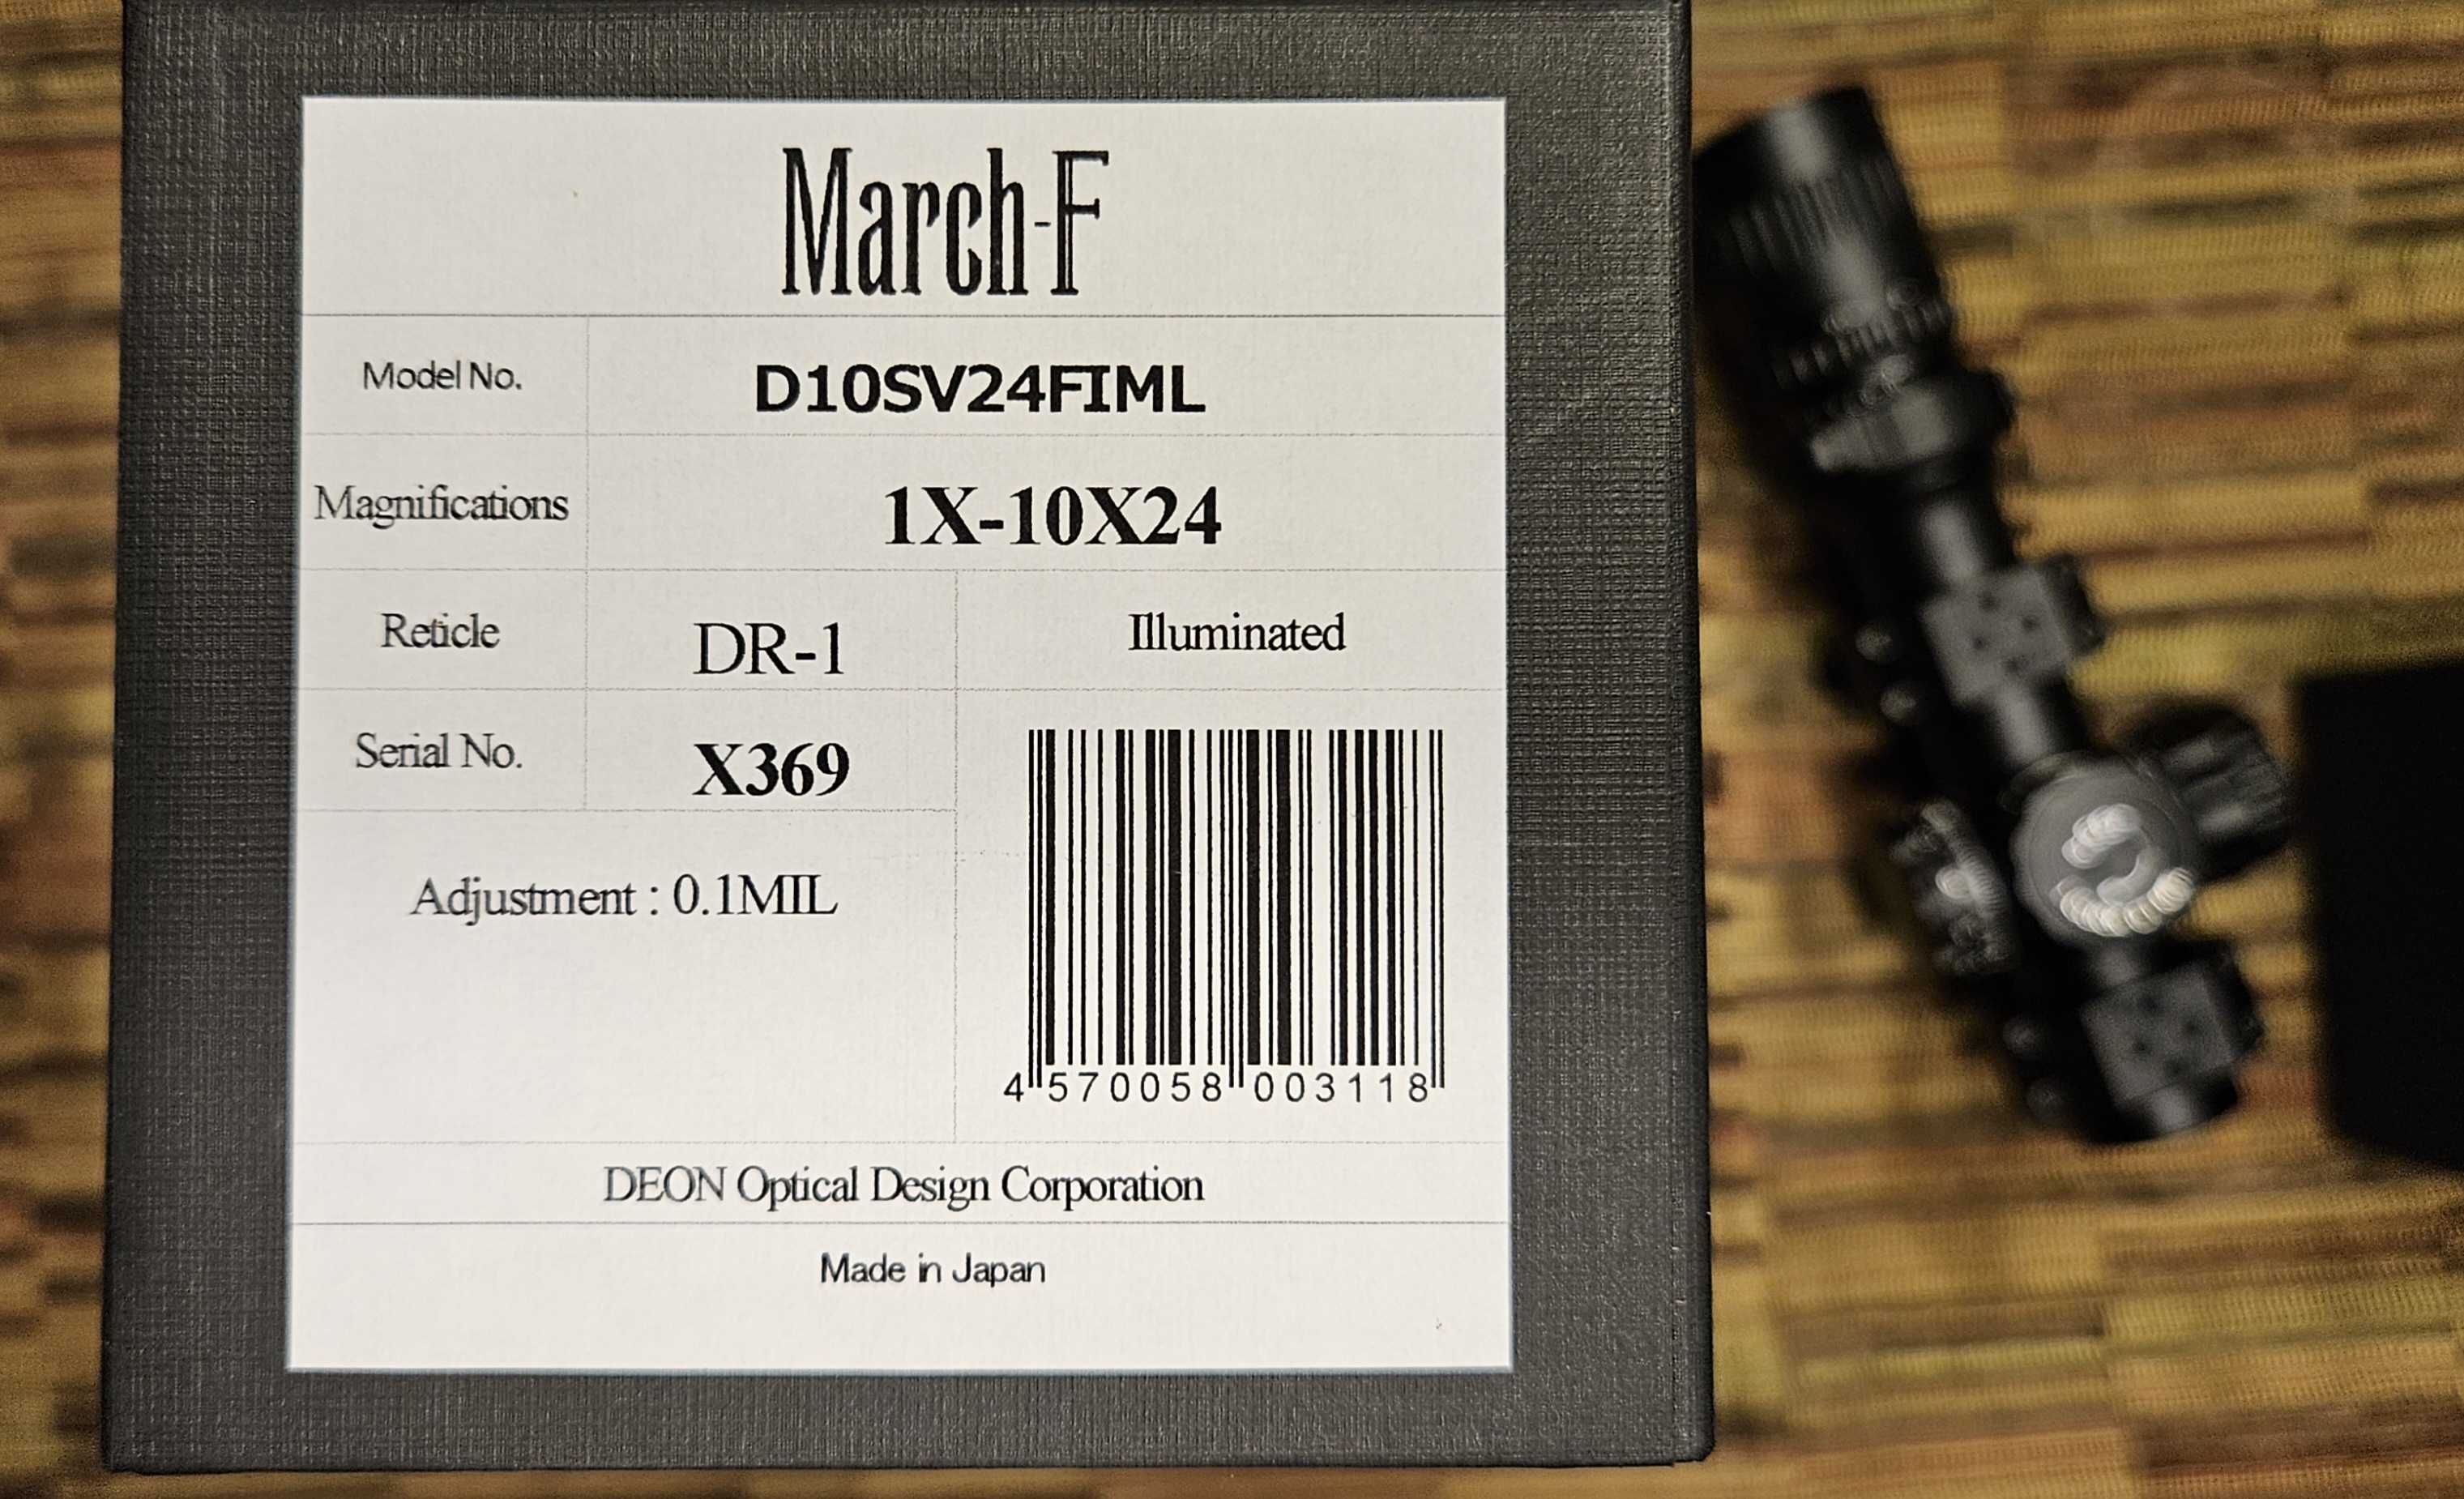 March-F
Model No. D10SV24FIML
Magnifications 1X-10X24
Reticle DR-1 Illuminated
Serial No. X369
Adjustment : 0.1MIL
4 570058 003118
DEON Optical Design Corporation
Made in Japan